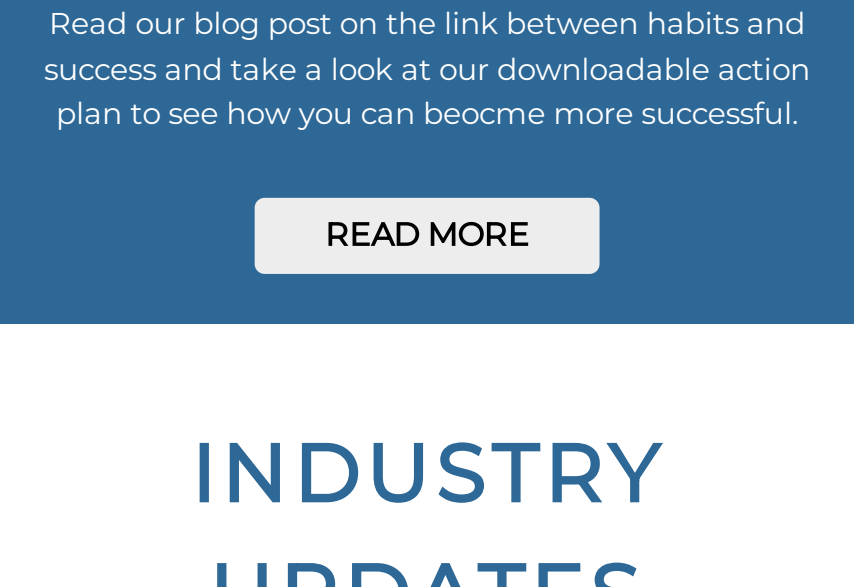 Read our blog post on the link between habits and
success and take a look at our downloadable action
plan to see how you can beocme more successful.
READ MORE
INDUSTRY
UPDATES